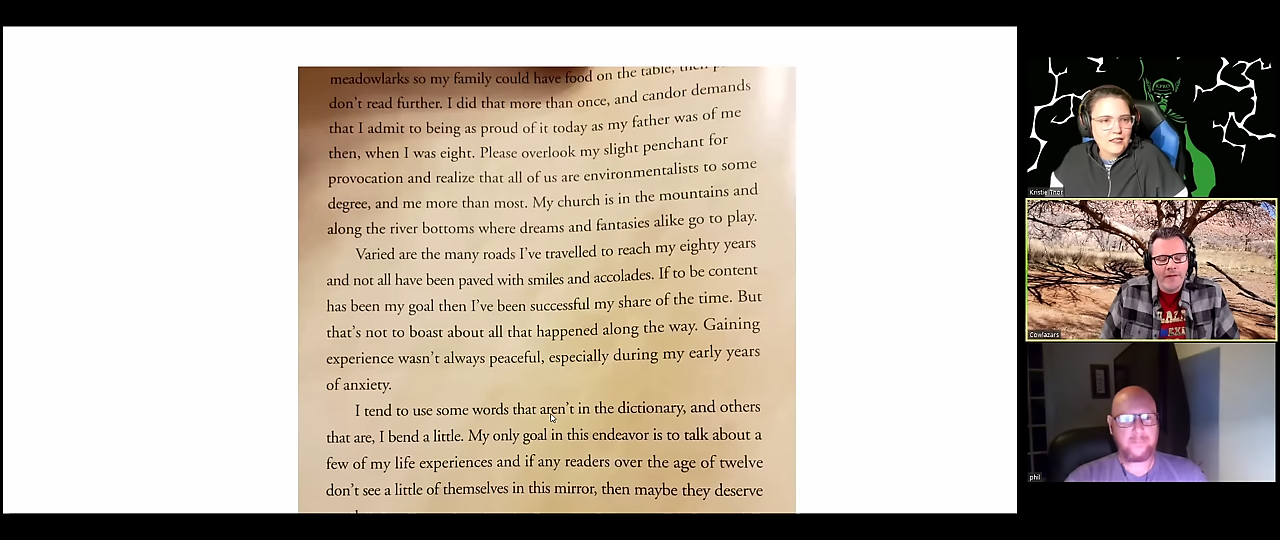 meadowlarks so my family could have food on the table, then
don't read further. I did that more than once, and candor demands
that I admit to being as proud of it today as my father was of me
then, when I was eight. Please overlook my slight penchant for
provocation and realize that all of us are environmentalists to some
degree, and me more than most. My church is in the mountains and
along the river bottoms where dreams and fantasies alike go to play.
Varied are the many roads I've travelled to reach my eighty years
and not all have been paved with smiles and accolades. If to be content
has been my goal then I've been successful my share of the time. But
that's not to boast about all that happened along the way. Gaining
experience wasn't always peaceful, especially during my early years
of anxiety.
I tend to use some words that aren't in the dictionary, and others
that are, I bend a little. My only goal in this endeavor is to talk about a
few of my life experiences and if any readers over the age of twelve
don't see a little of themselves in this mirror, then maybe they deserve
KPRO
Kristie Thor
Cowlazars
phil